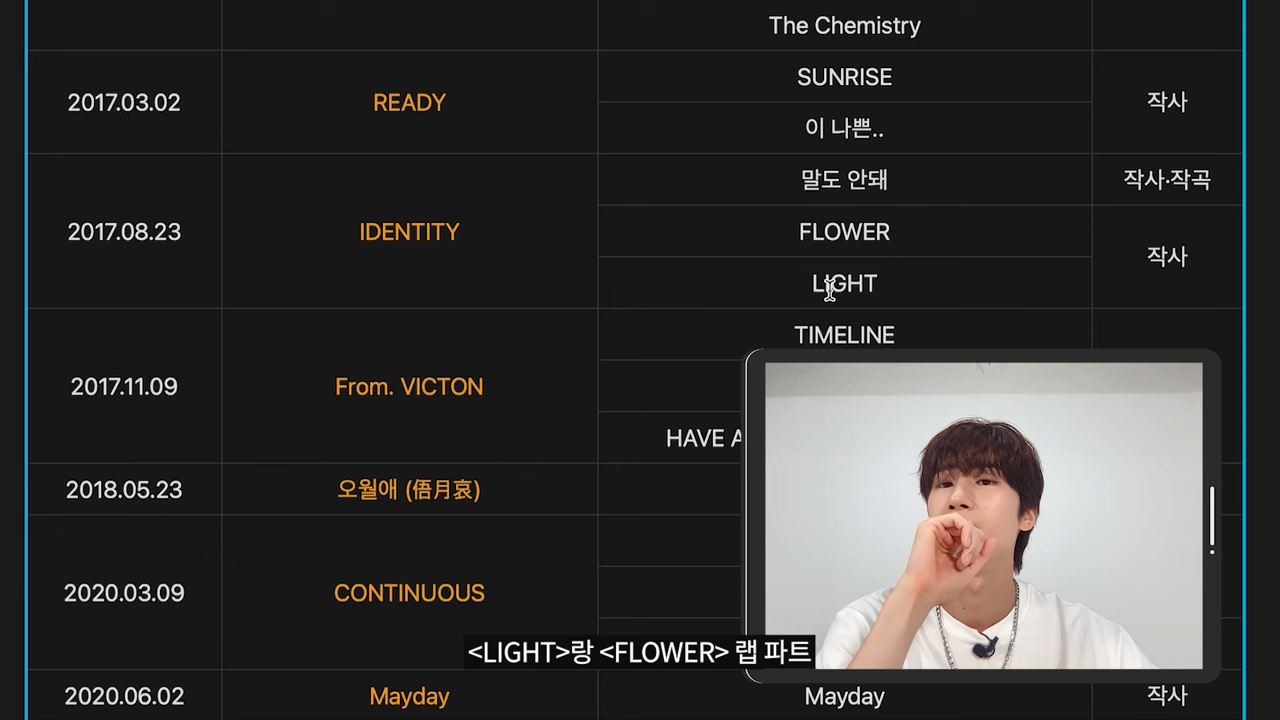 The Chemistry
2017.03.02 READY SUNRISE 작사
이 나쁜..
2017.08.23 IDENTITY 말도 안돼 작사·작곡
FLOWER 작사
LIGHT
2017.11.09 From. VICTON TIMELINE
HAVE A
2018.05.23 오월애 (俉月哀)
2020.03.09 CONTINUOUS
<LIGHT>랑 <FLOWER> 랩 파트
2020.06.02 Mayday Mayday 작사